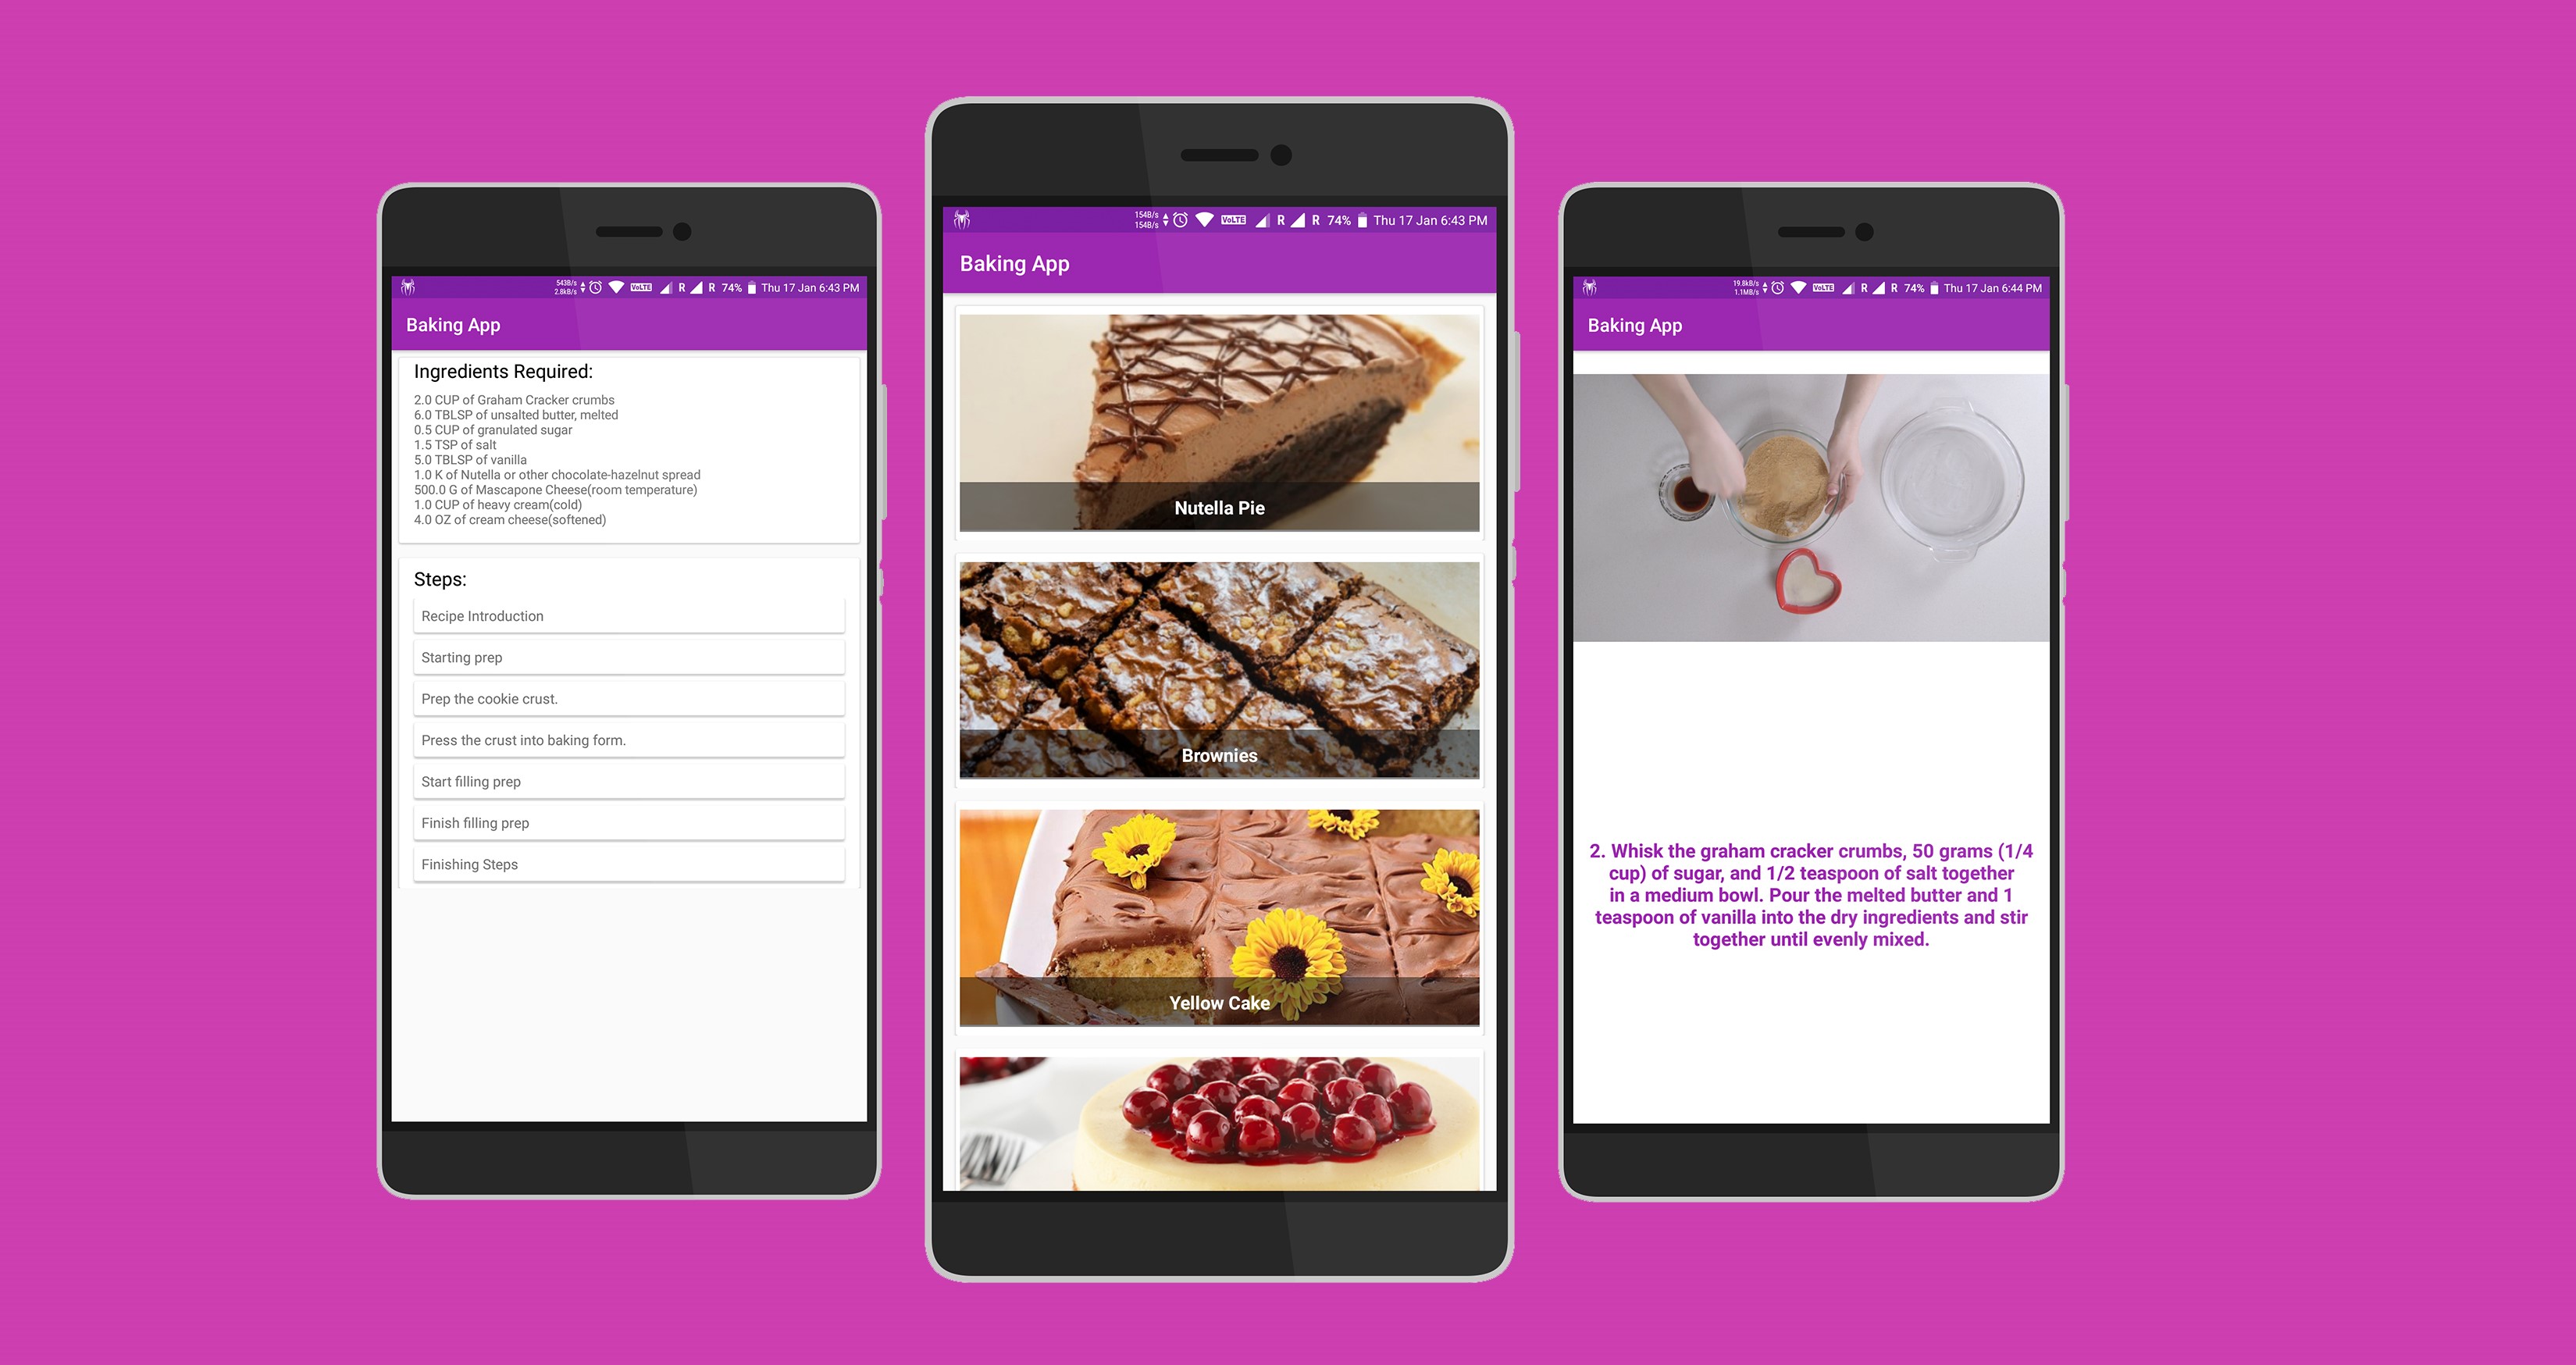 543B/s
2.8kB/s
VoLTE R R 74% Thu 17 Jan 6:43 PM
Baking App
Ingredients Required:
2.0 CUP of Graham Cracker crumbs
6.0 TBLSP of unsalted butter, melted
0.5 CUP of granulated sugar
1.5 TSP of salt
5.0 TBLSP of vanilla
1.0 K of Nutella or other chocolate-hazelnut spread
500.0 G of Mascapone Cheese(room temperature)
1.0 CUP of heavy cream(cold)
4.0 OZ of cream cheese(softened)
Steps:
Recipe Introduction
Starting prep
Prep the cookie crust.
Press the crust into baking form.
Start filling prep
Finish filling prep
Finishing Steps
154B/s
154B/s
VoLTE R R 74% Thu 17 Jan 6:43 PM
Baking App
Nutella Pie
Brownies
Yellow Cake
19.8kB/s
1.1MB/s
VoLTE R R 74% Thu 17 Jan 6:44 PM
Baking App
2. Whisk the graham cracker crumbs, 50 grams (1/4
cup) of sugar, and 1/2 teaspoon of salt together
in a medium bowl. Pour the melted butter and 1
teaspoon of vanilla into the dry ingredients and stir
together until evenly mixed.